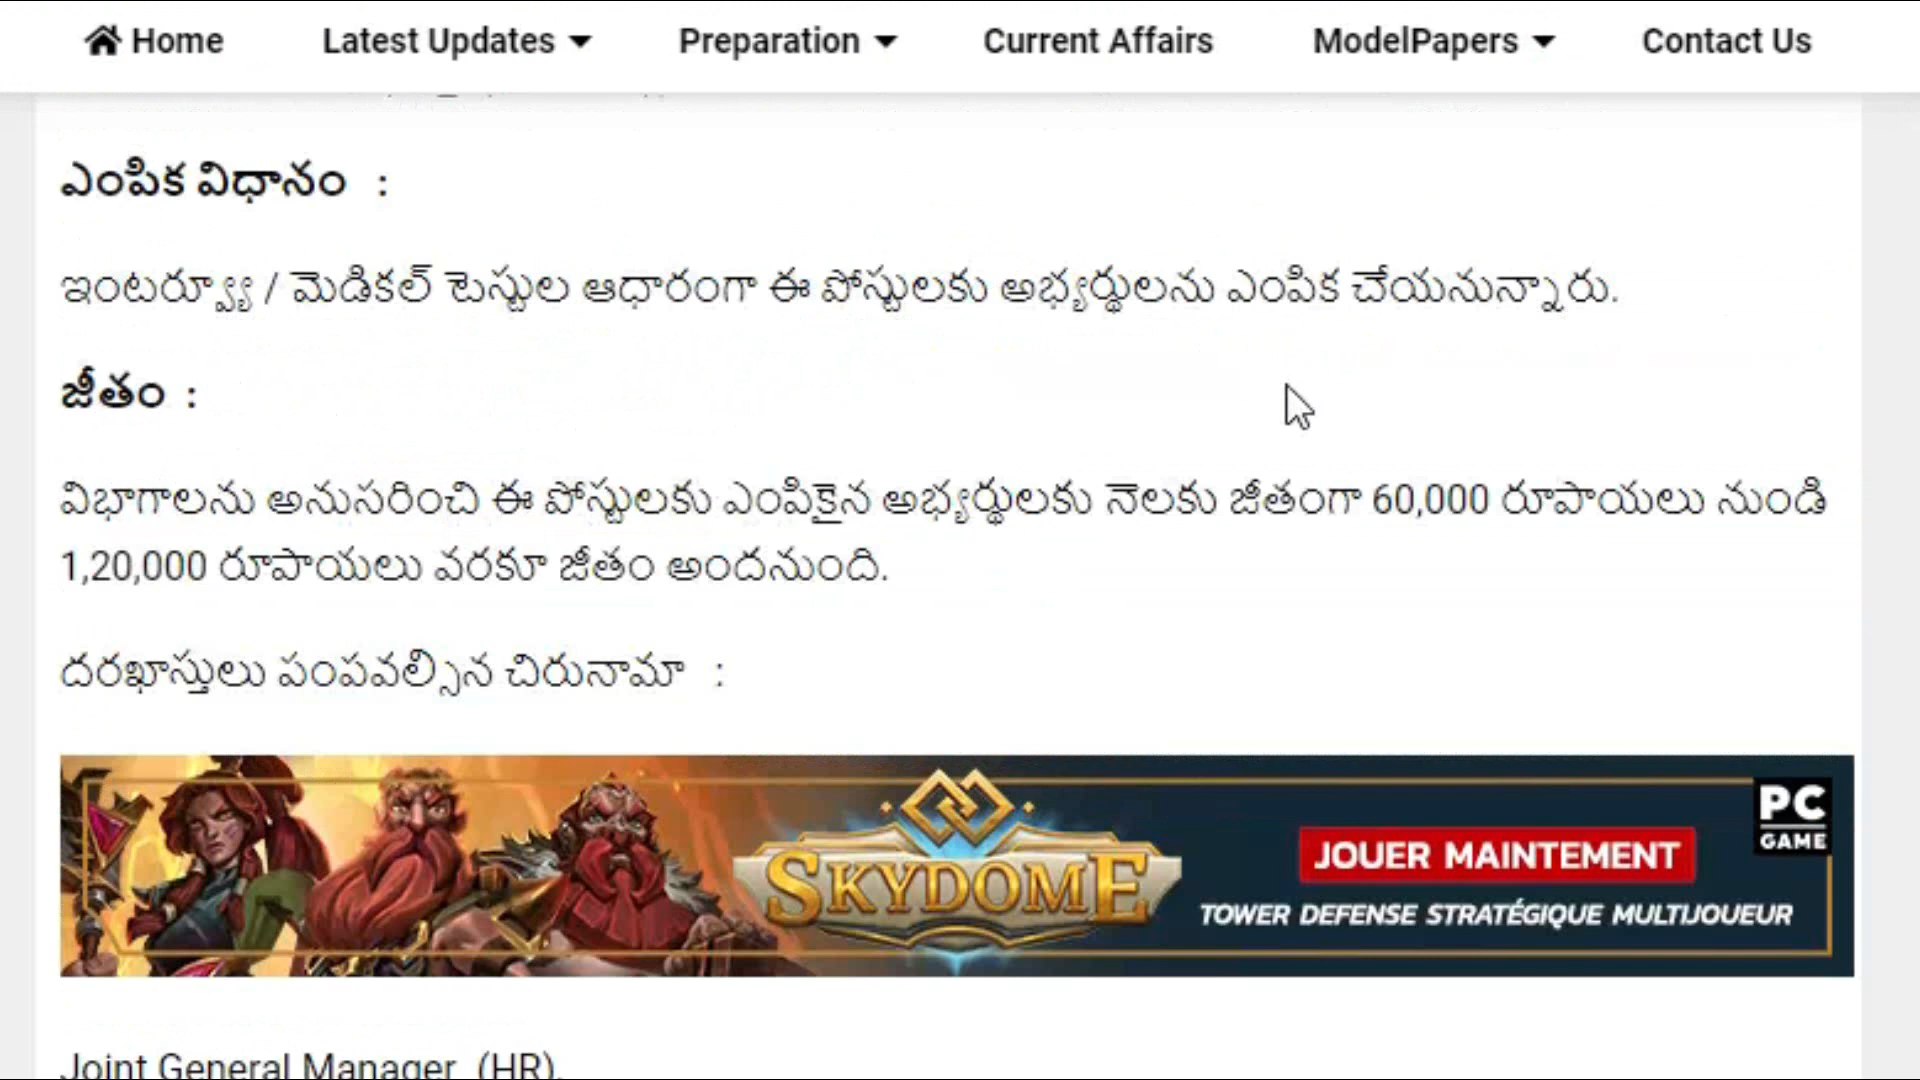 Home Latest Updates Preparation Current Affairs ModelPapers Contact Us
ఎంపిక విధానం :
ఇంటర్వ్యూ / మెడికల్ టెస్టుల ఆధారంగా ఈ పోస్టులకు అభ్యర్థులను ఎంపిక చేయనున్నారు.
జీతం :
విభాగాలను అనుసరించి ఈ పోస్టులకు ఎంపికైన అభ్యర్థులకు నెలకు జీతంగా 60,000 రూపాయలు నుండి
1,20,000 రూపాయలు వరకూ జీతం అందనుంది.
దరఖాస్తులు పంపవల్సిన చిరునామా :
SKYDOME
JOUER MAINTEMENT
TOWER DEFENSE STRATÉGIQUE MULTIJOUEUR
PC
GAME
Joint General Manager (HR),